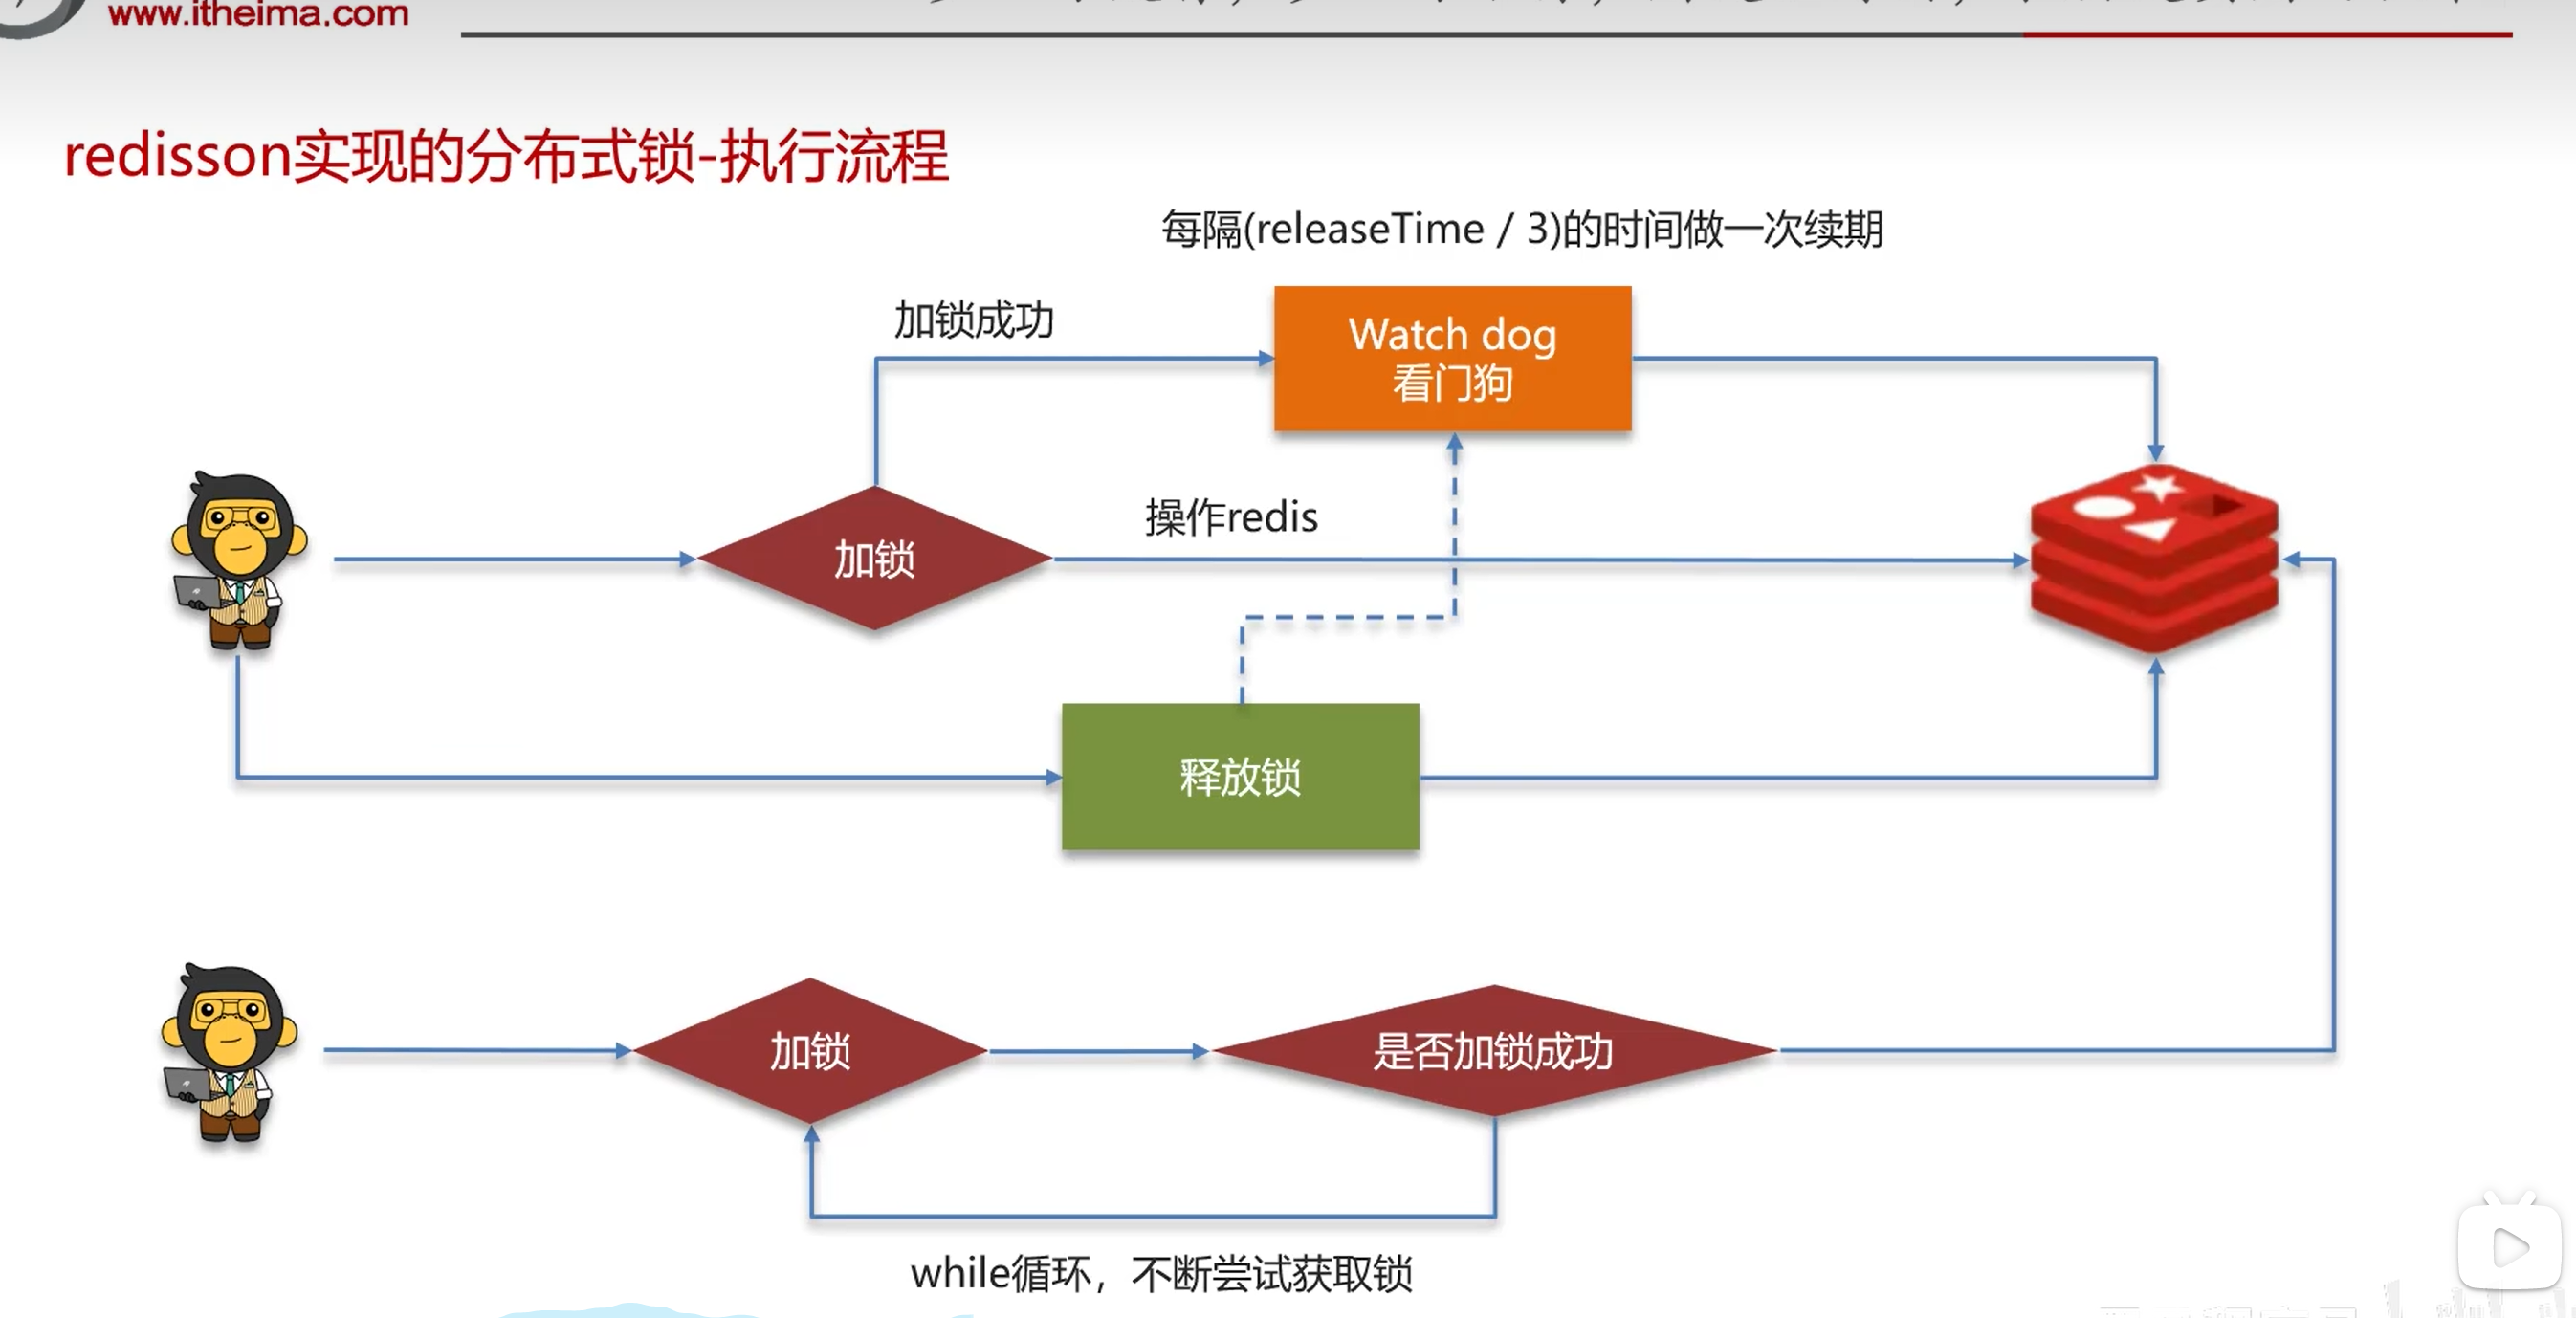 www.itheima.com
redisson实现的分布式锁-执行流程
每隔(releaseTime / 3)的时间做一次续期
加锁成功
Watch dog
看门狗
操作redis
加锁
释放锁
加锁
是否加锁成功
while循环，不断尝试获取锁